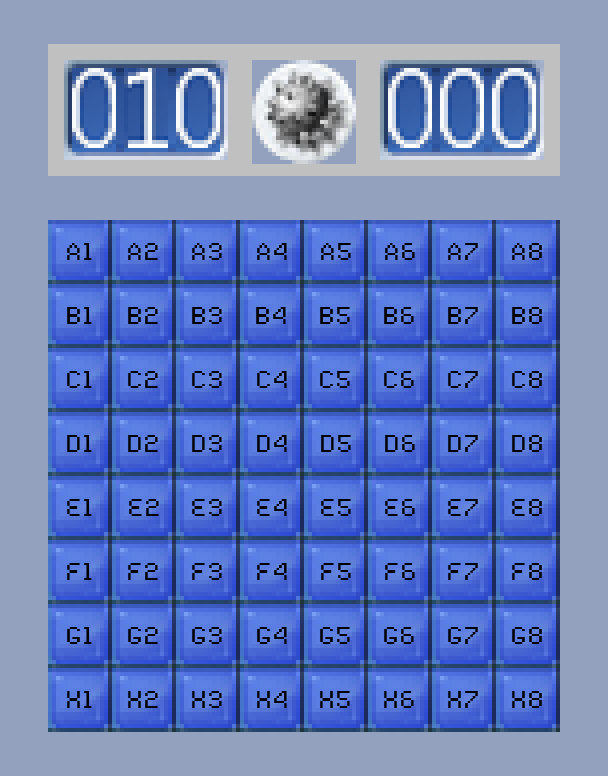 010 000
A1 A2 A3 A4 A5 A6 A7 A8
B1 B2 B3 B4 B5 B6 B7 B8
C1 C2 C3 C4 C5 C6 C7 C8
D1 D2 D3 D4 D5 D6 D7 D8
E1 E2 E3 E4 E5 E6 E7 E8
F1 F2 F3 F4 F5 F6 F7 F8
G1 G2 G3 G4 G5 G6 G7 G8
H1 H2 H3 H4 H5 H6 H7 H8